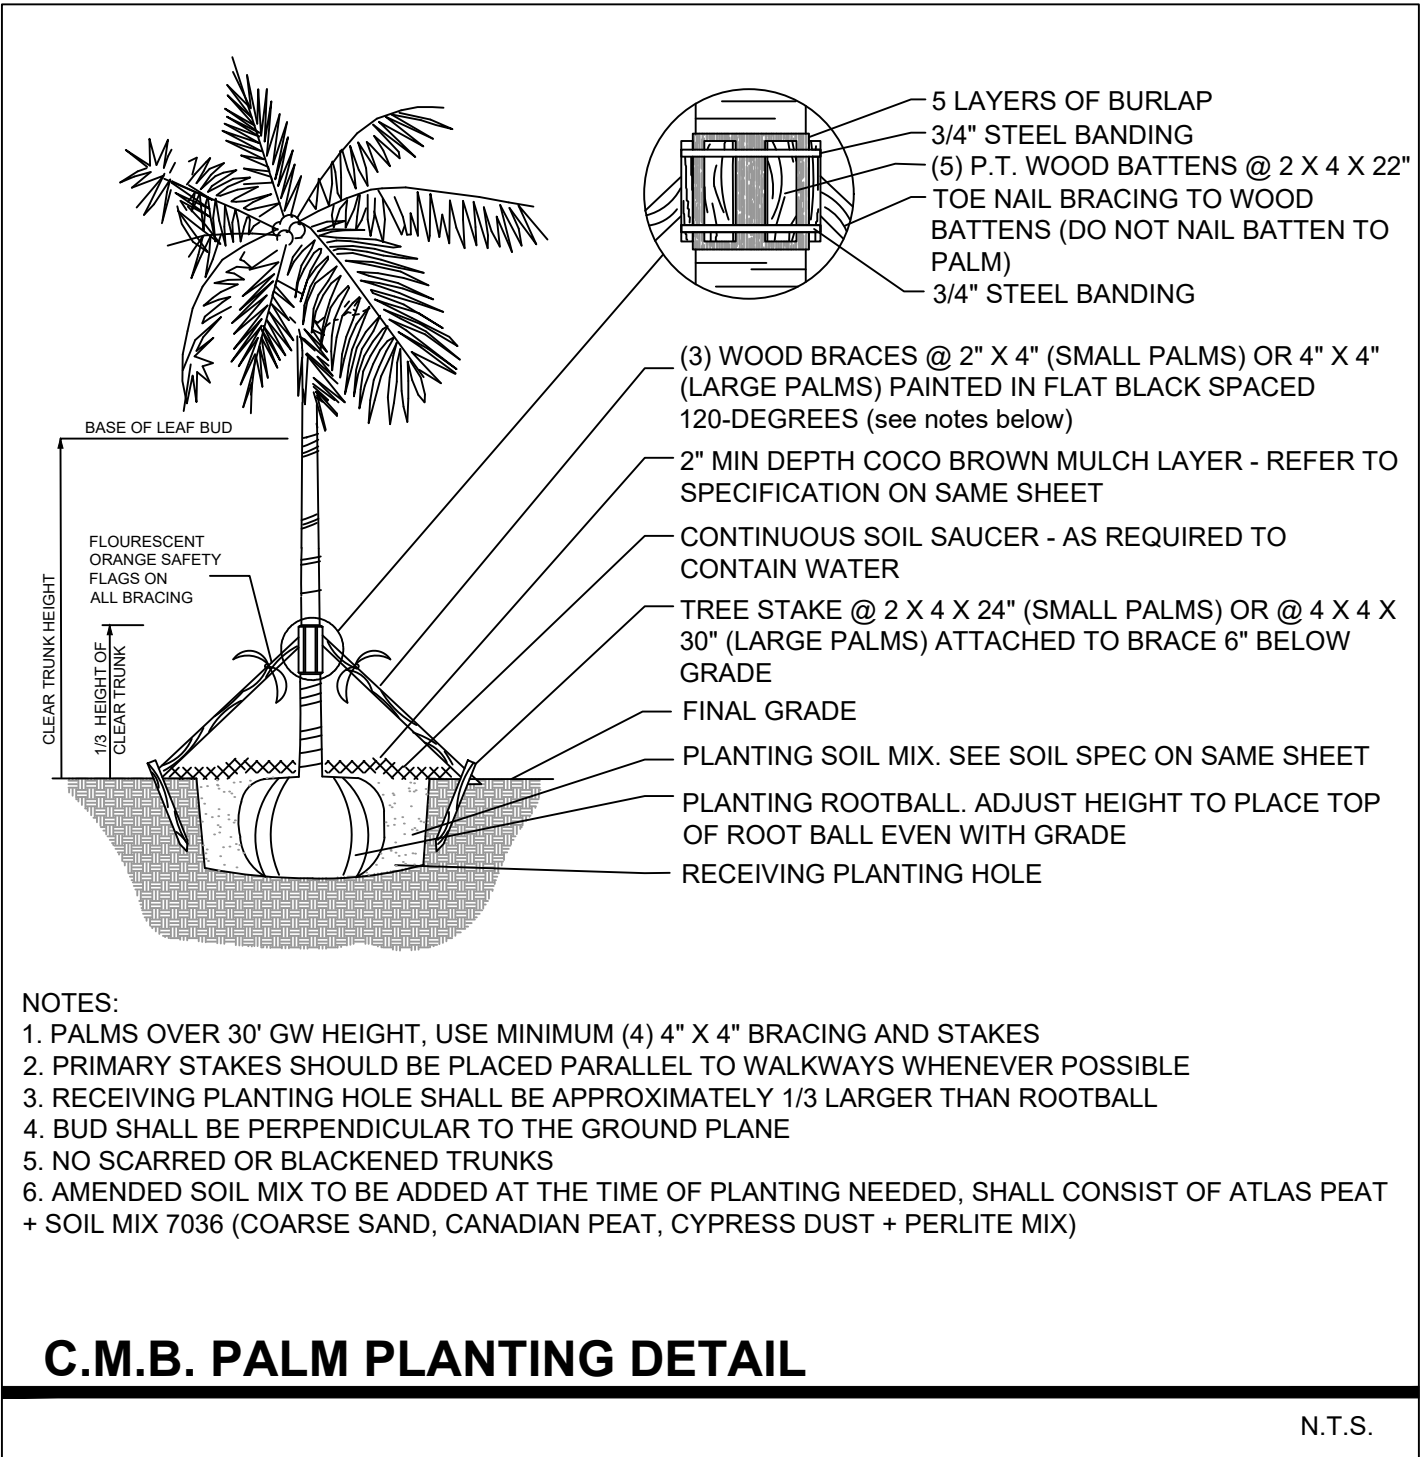 5 LAYERS OF BURLAP
3/4" STEEL BANDING
(5) P.T. WOOD BATTENS @ 2 X 4 X 22"
TOE NAIL BRACING TO WOOD
BATTENS (DO NOT NAIL BATTEN TO
PALM)
3/4" STEEL BANDING
(3) WOOD BRACES @ 2" X 4" (SMALL PALMS) OR 4" X 4"
(LARGE PALMS) PAINTED IN FLAT BLACK SPACED
120-DEGREES (see notes below)
2" MIN DEPTH COCO BROWN MULCH LAYER - REFER TO
SPECIFICATION ON SAME SHEET
CONTINUOUS SOIL SAUCER - AS REQUIRED TO
CONTAIN WATER
TREE STAKE @ 2 X 4 X 24" (SMALL PALMS) OR @ 4 X 4 X
30" (LARGE PALMS) ATTACHED TO BRACE 6" BELOW
GRADE
FINAL GRADE
PLANTING SOIL MIX. SEE SOIL SPEC ON SAME SHEET
PLANTING ROOTBALL. ADJUST HEIGHT TO PLACE TOP
OF ROOT BALL EVEN WITH GRADE
RECEIVING PLANTING HOLE
BASE OF LEAF BUD
FLOURESCENT
ORANGE SAFETY
FLAGS ON
ALL BRACING
CLEAR TRUNK HEIGHT
1/3 HEIGHT OF
CLEAR TRUNK
NOTES:
1. PALMS OVER 30' GW HEIGHT, USE MINIMUM (4) 4" X 4" BRACING AND STAKES
2. PRIMARY STAKES SHOULD BE PLACED PARALLEL TO WALKWAYS WHENEVER POSSIBLE
3. RECEIVING PLANTING HOLE SHALL BE APPROXIMATELY 1/3 LARGER THAN ROOTBALL
4. BUD SHALL BE PERPENDICULAR TO THE GROUND PLANE
5. NO SCARRED OR BLACKENED TRUNKS
6. AMENDED SOIL MIX TO BE ADDED AT THE TIME OF PLANTING NEEDED, SHALL CONSIST OF ATLAS PEAT
+ SOIL MIX 7036 (COARSE SAND, CANADIAN PEAT, CYPRESS DUST + PERLITE MIX)
C.M.B. PALM PLANTING DETAIL
N.T.S.